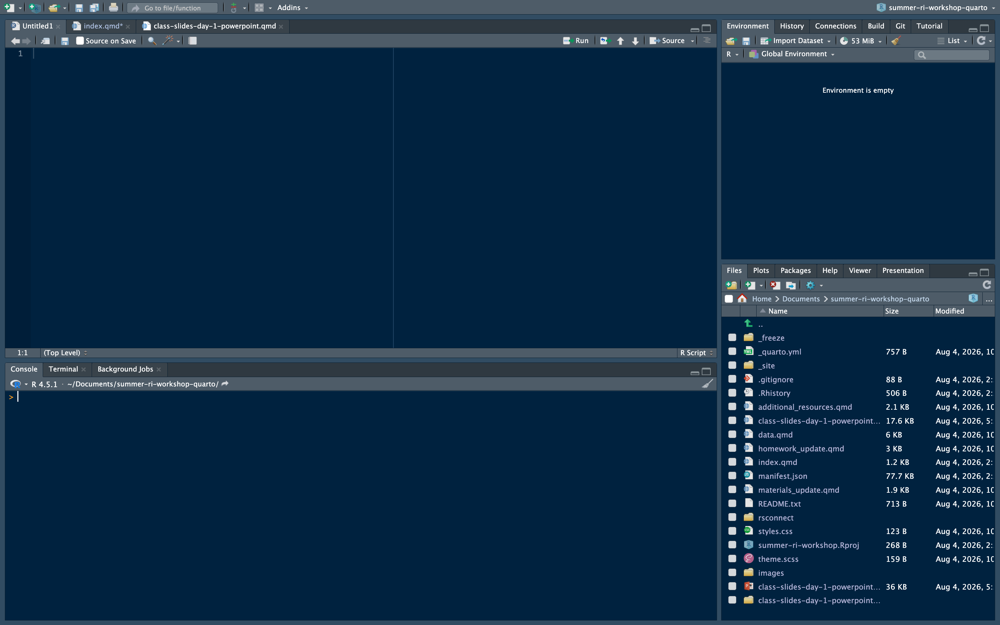 Go to file/function
Addins
summer-ri-workshop-quarto
Untitled1
index.qmd*
class-slides-day-1-powerpoint.qmd
Source on Save
Run
Source
1
1:1
(Top Level)
R Script
Console
Terminal
Background Jobs
R 4.5.1 · ~/Documents/summer-ri-workshop-quarto/
>
Environment
History
Connections
Build
Git
Tutorial
Import Dataset
53 MiB
List
R
Global Environment
Environment is empty
Files
Plots
Packages
Help
Viewer
Presentation
Home
Documents
summer-ri-workshop-quarto
...
Name Size Modified
..
_freeze
_quarto.yml 757 B Aug 4, 2026, 10
_site
.gitignore 88 B Aug 4, 2026, 2:
.Rhistory 506 B Aug 4, 2026, 2:
additional_resources.qmd 2.1 KB Aug 4, 2026, 10
class-slides-day-1-powerpoint... 17.6 KB Aug 4, 2026, 5:
data.qmd 6 KB Aug 4, 2026, 10
homework_update.qmd 3 KB Aug 4, 2026, 10
index.qmd 1.2 KB Aug 4, 2026, 2:
manifest.json 77.7 KB Aug 4, 2026, 2:
materials_update.qmd 1.9 KB Aug 4, 2026, 10
README.txt 713 B Aug 4, 2026, 10
rsconnect
styles.css 123 B Aug 4, 2026, 10
summer-ri-workshop.Rproj 268 B Aug 4, 2026, 2:
theme.scss 159 B Aug 4, 2026, 10
images
class-slides-day-1-powerpoint... 36 KB Aug 4, 2026, 5:
class-slides-day-1-powerpoint...